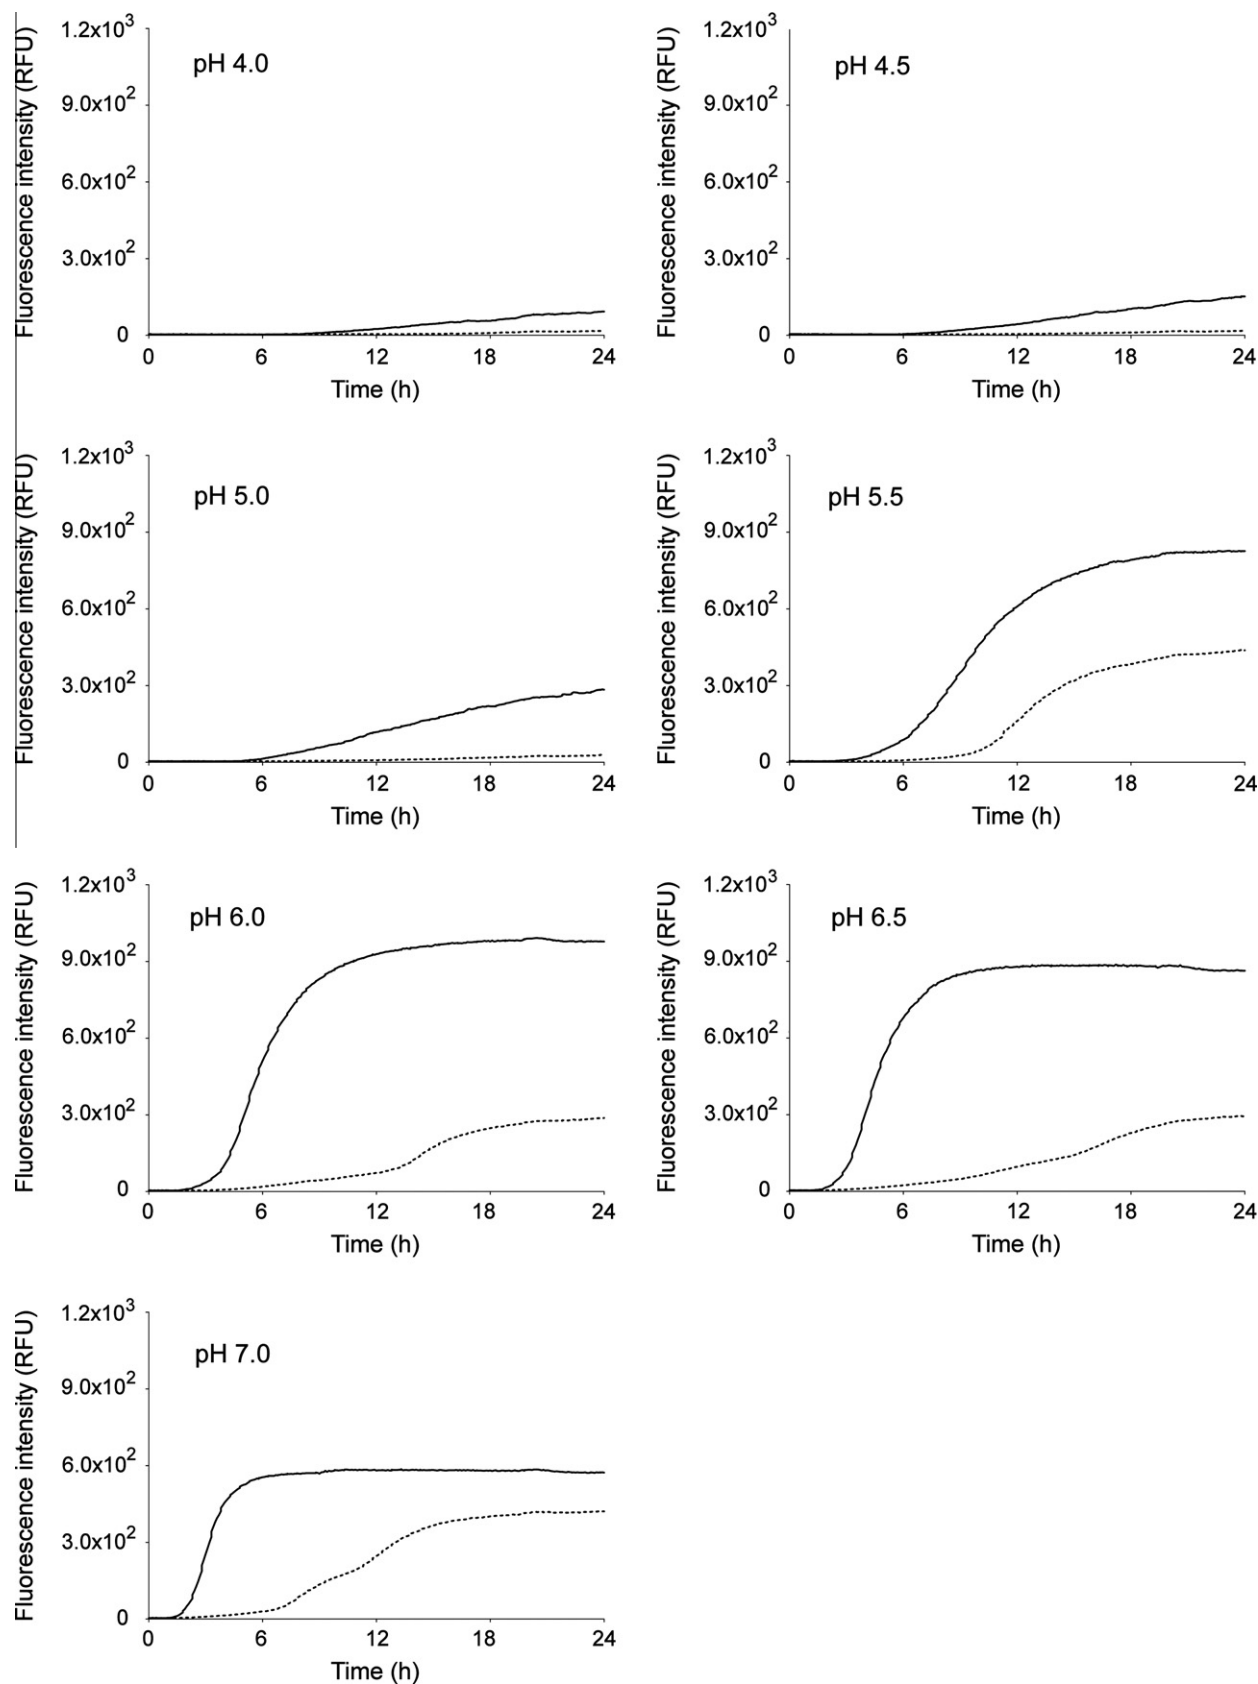 Fluorescence intensity (RFU)
1.2x10³
9.0x10²
6.0x10²
3.0x10²
0
pH 4.0
0 6 12 18 24
Time (h)
Fluorescence intensity (RFU)
1.2x10³
9.0x10²
6.0x10²
3.0x10²
0
pH 4.5
0 6 12 18 24
Time (h)
Fluorescence intensity (RFU)
1.2x10³
9.0x10²
6.0x10²
3.0x10²
0
pH 5.0
0 6 12 18 24
Time (h)
Fluorescence intensity (RFU)
1.2x10³
9.0x10²
6.0x10²
3.0x10²
0
pH 5.5
0 6 12 18 24
Time (h)
Fluorescence intensity (RFU)
1.2x10³
9.0x10²
6.0x10²
3.0x10²
0
pH 6.0
0 6 12 18 24
Time (h)
Fluorescence intensity (RFU)
1.2x10³
9.0x10²
6.0x10²
3.0x10²
0
pH 6.5
0 6 12 18 24
Time (h)
Fluorescence intensity (RFU)
1.2x10³
9.0x10²
6.0x10²
3.0x10²
0
pH 7.0
0 6 12 18 24
Time (h)